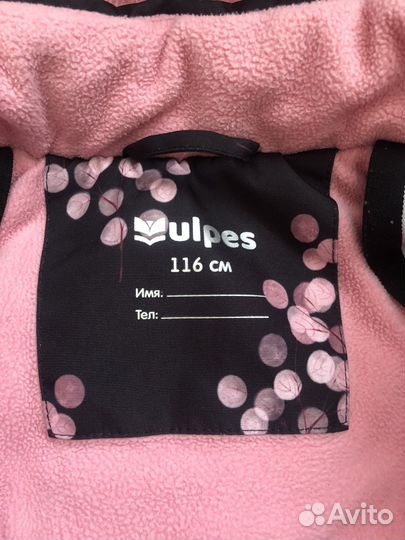 Vulpes
116 см
Имя:
Тел:
Avito